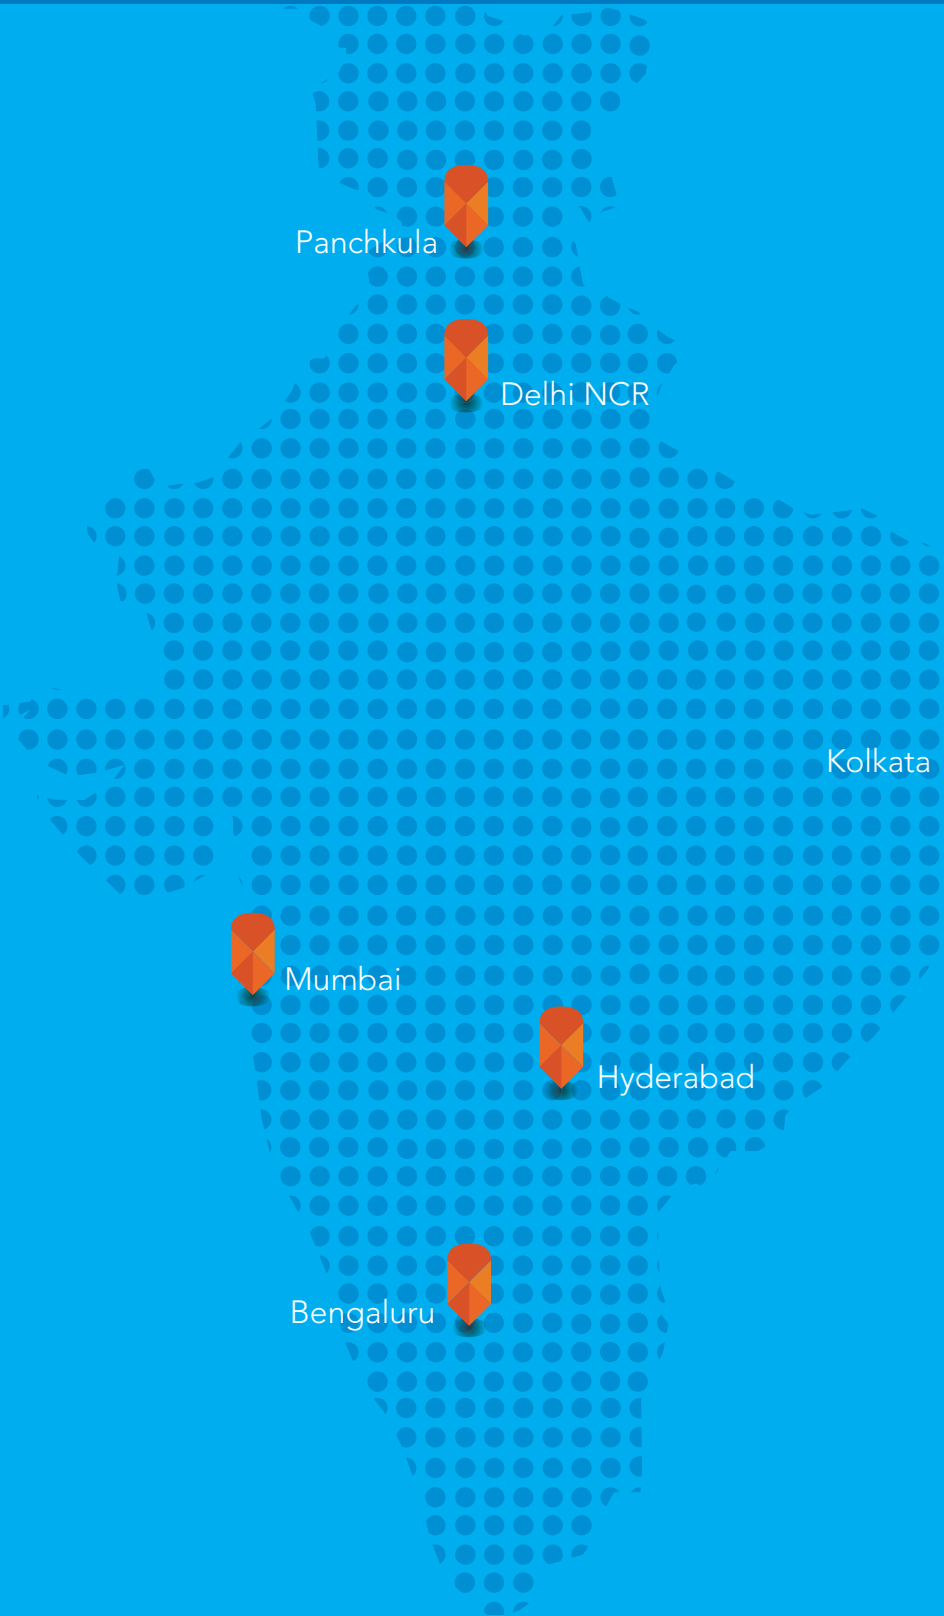 Panchkula
Delhi NCR
Kolkata
Mumbai
Hyderabad
Bengaluru